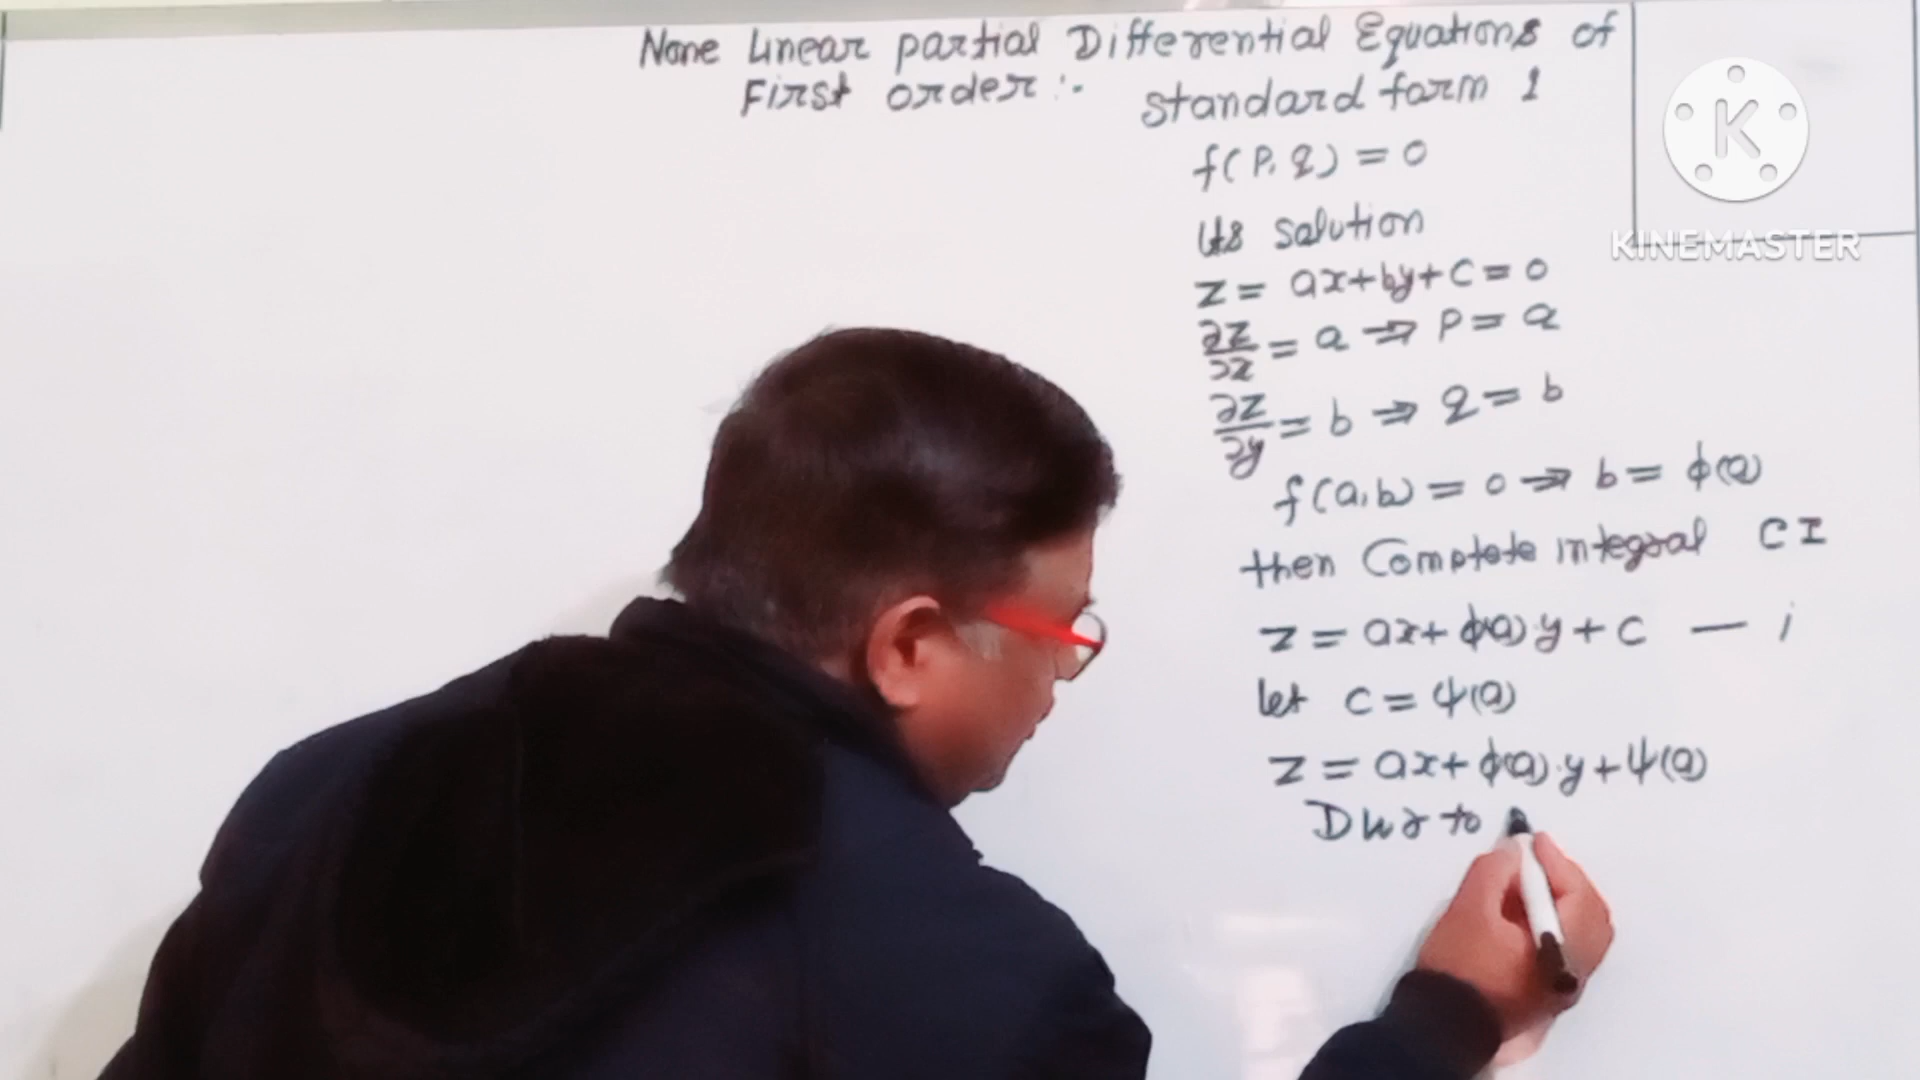 None Linear partial Differential Equations of
First order :- Standard form 1
f(P, q) = 0
Its solution
z = ax+by+c = 0
∂z/∂x = a ⇒ P = a
∂z/∂y = b ⇒ q = b
f(a,b) = 0 ⇒ b = ϕ(a)
then Complete integral CI
z = ax+ ϕ(a) y + c — i
let c = ψ(a)
z = ax+ ϕ(a).y + ψ(a)
D w r to
K
KINEMASTER